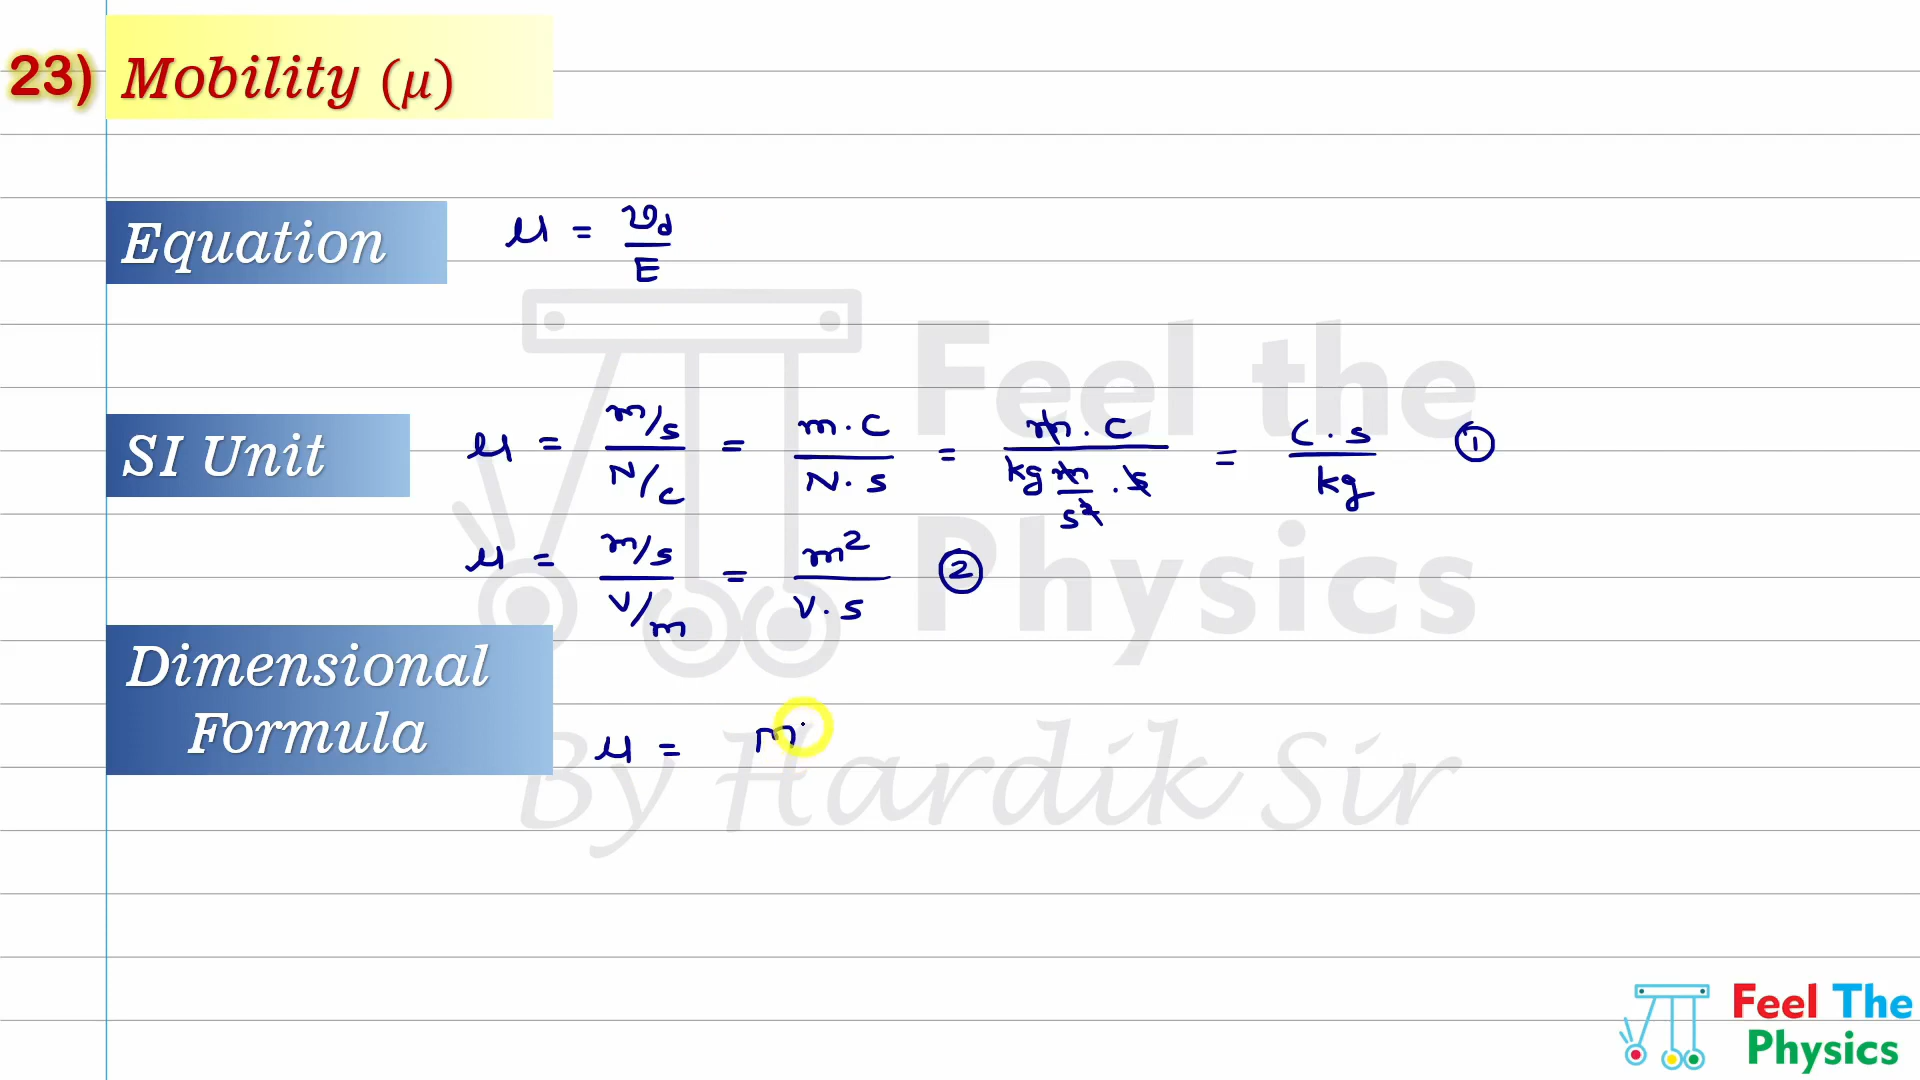 23) Mobility (μ)
Equation
μ = v_d / E
SI Unit
μ = (m/s) / (N/C) = (m · C) / (N · s) = (m · C) / (kg m/s² · s) = (C · s) / kg ①
μ = (m/s) / (V/m) = m² / (V · s) ②
Dimensional
Formula
μ = m
Feel the
Physics
By Hardik Sir
Feel The
Physics